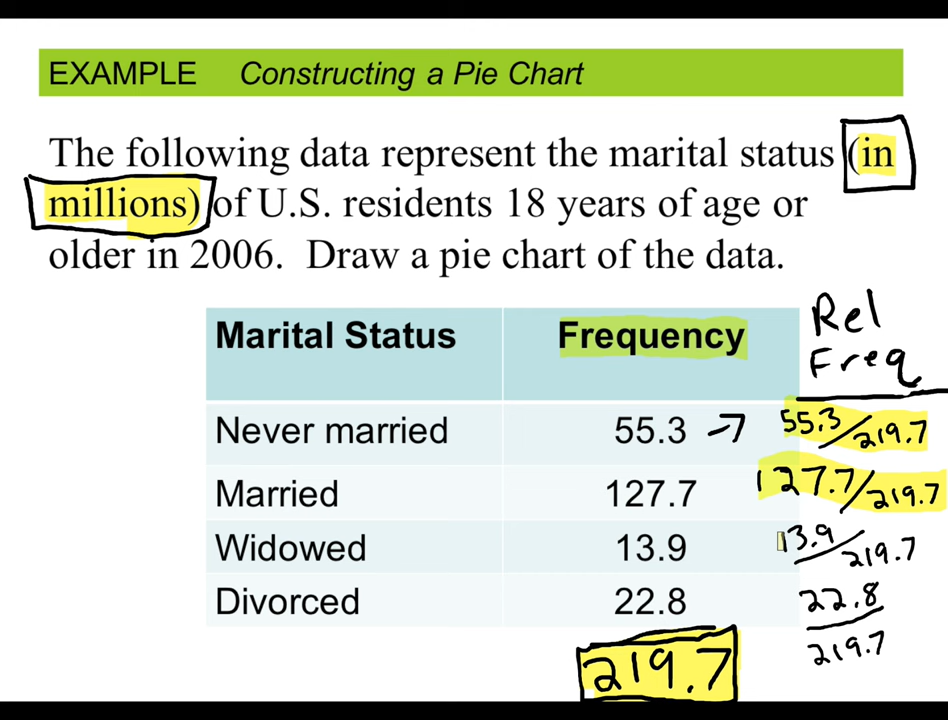 EXAMPLE Constructing a Pie Chart
The following data represent the marital status (in
millions) of U.S. residents 18 years of age or
older in 2006. Draw a pie chart of the data.
Marital Status Frequency Rel
Freq
Never married 55.3 → 55.3/219.7
Married 127.7 127.7/219.7
Widowed 13.9 13.9/219.7
Divorced 22.8 22.8
219.7
219.7